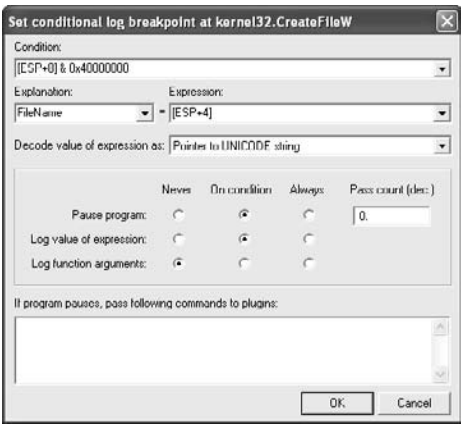 Set conditional log breakpoint at kernel32.CreateFileW
Condition:
[ESP+8] & 0x40000000
Explanation: Expression:
FileName = [ESP+4]
Decode value of expression as: Pointer to UNICODE string
Never On condition Always Pass count (dec.)
Pause program: 0.
Log value of expression:
Log function arguments:
If program pauses, pass following commands to plugins:
OK Cancel